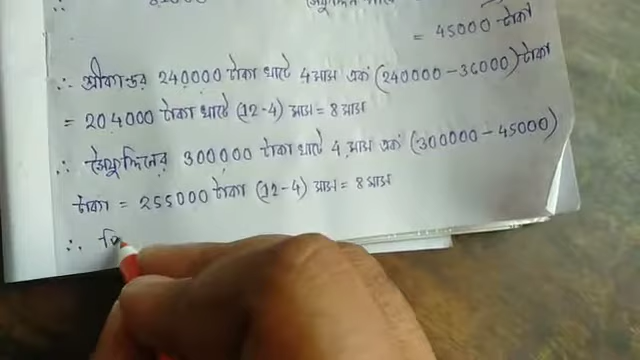 = 45000 টাকা
∴ শ্রীকান্তর 240000 টাকা খাটে 4 মাস এবং (240000 - 36000) টাকা
= 204000 টাকা খাটে (12-4) মাস = 8 মাস
∴ সৈফুদ্দিনের 300000 টাকা খাটে 4 মাস এবং (300000 - 45000)
টাকা = 255000 টাকা (12-4) মাস = 8 মাস
∴